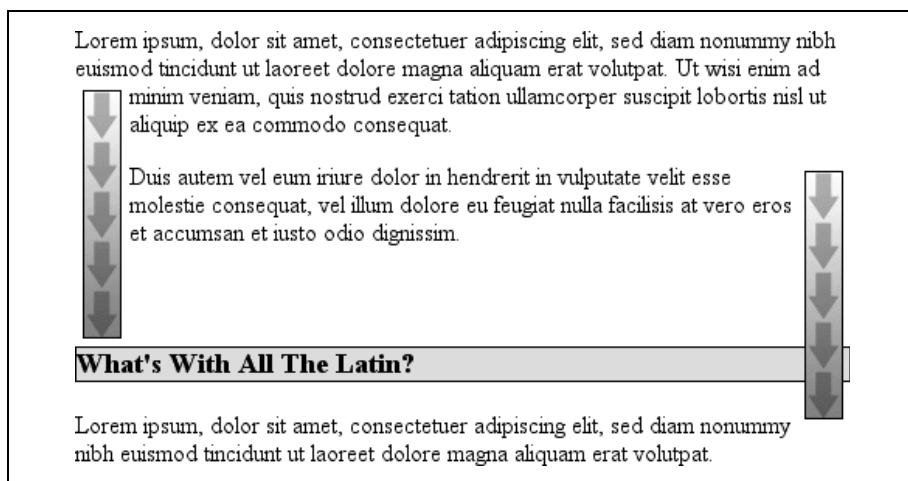 Lorem ipsum, dolor sit amet, consectetuer adipiscing elit, sed diam nonummy nibh
euismod tincidunt ut laoreet dolore magna aliquam erat volutpat. Ut wisi enim ad
minim veniam, quis nostrud exerci tation ullamcorper suscipit lobortis nisl ut
aliquip ex ea commodo consequat.
Duis autem vel eum iriure dolor in hendrerit in vulputate velit esse
molestie consequat, vel illum dolore eu feugiat nulla facilisis at vero eros
et accumsan et iusto odio dignissim.
What's With All The Latin?
Lorem ipsum, dolor sit amet, consectetuer adipiscing elit, sed diam nonummy
nibh euismod tincidunt ut laoreet dolore magna aliquam erat volutpat.